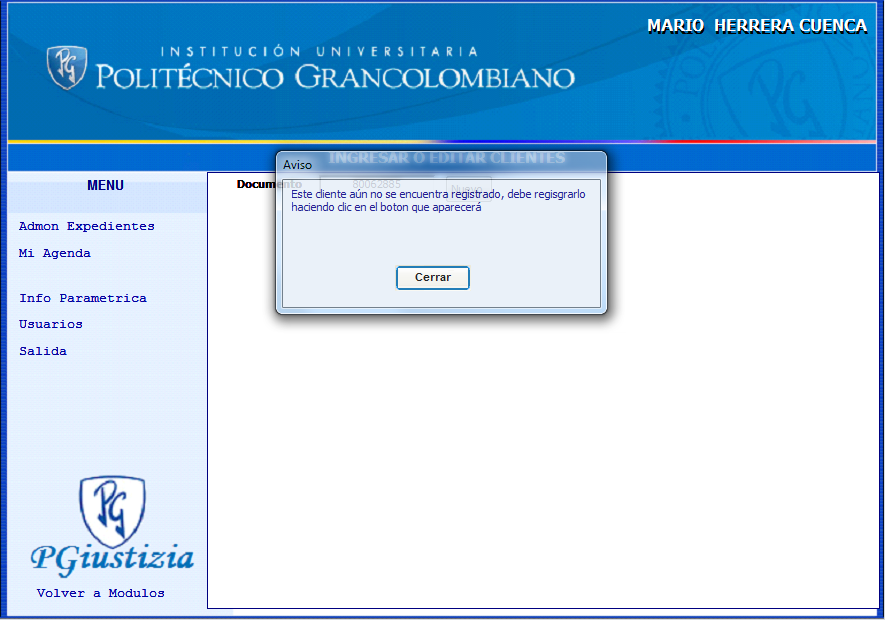 MARIO HERRERA CUENCA
INSTITUCIÓN UNIVERSITARIA
POLITÉCNICO GRANCOLOMBIANO
INGRESAR O EDITAR CLIENTES
Aviso
MENU
Documento 80062885
Este cliente aún no se encuentra registrado, debe regisgrarlo
haciendo clic en el boton que aparecerá
Cerrar
Admon Expedientes
Mi Agenda
Info Parametrica
Usuarios
Salida
PG
PGiustizia
Volver a Modulos